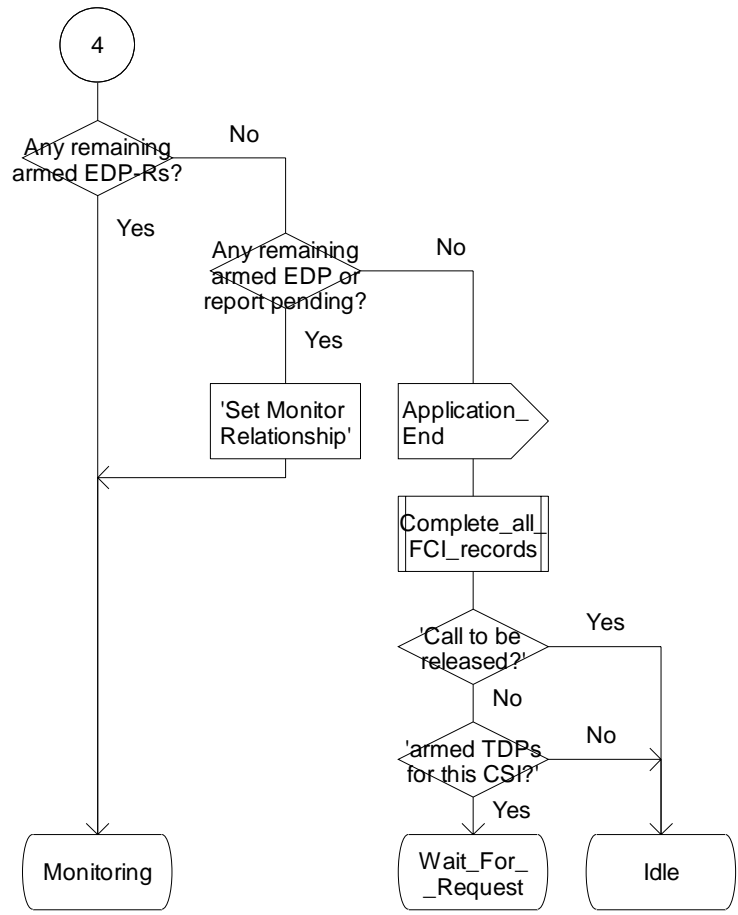 4
Any remaining
armed EDP-Rs?
No
Yes
Any remaining
armed EDP or
report pending?
No
Yes
'Set Monitor
Relationship'
Application_
End
Complete_all_
FCI_records
'Call to be
released?'
Yes
No
'armed TDPs
for this CSI?'
No
Yes
Monitoring
Wait_For_
_Request
Idle